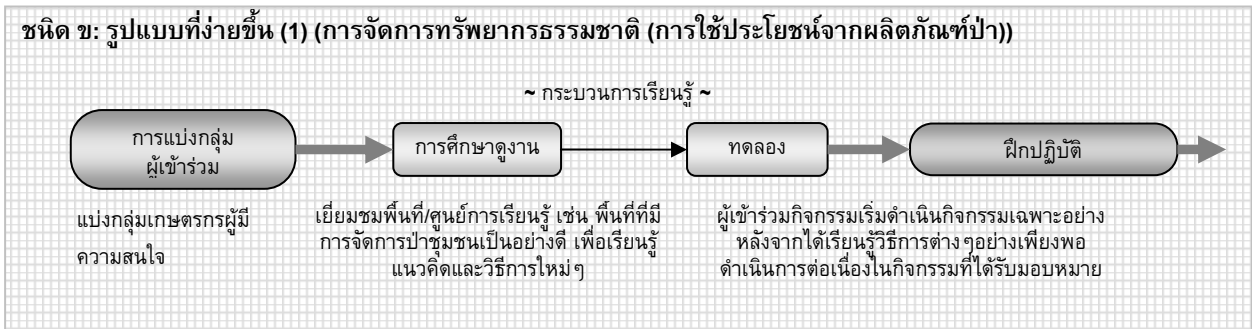 ชนิด ข: รูปแบบที่ง่ายขึ้น (1) (การจัดการทรัพยากรธรรมชาติ (การใช้ประโยชน์จากผลิตภัณฑ์ป่า))
~ กระบวนการเรียนรู้ ~
การแบ่งกลุ่ม
ผู้เข้าร่วม
การศึกษาดูงาน
ทดลอง
ฝึกปฏิบัติ
แบ่งกลุ่มเกษตรกรผู้มี
ความสนใจ
เยี่ยมชมพื้นที่/ศูนย์การเรียนรู้ เช่น พื้นที่ที่มี
การจัดการป่าชุมชนเป็นอย่างดี เพื่อเรียนรู้
แนวคิดและวิธีการใหม่ๆ
ผู้เข้าร่วมกิจกรรมเริ่มดำเนินกิจกรรมเฉพาะอย่าง
หลังจากได้เรียนรู้วิธีการต่างๆอย่างเพียงพอ
ดำเนินการต่อเนื่องในกิจกรรมที่ได้รับมอบหมาย